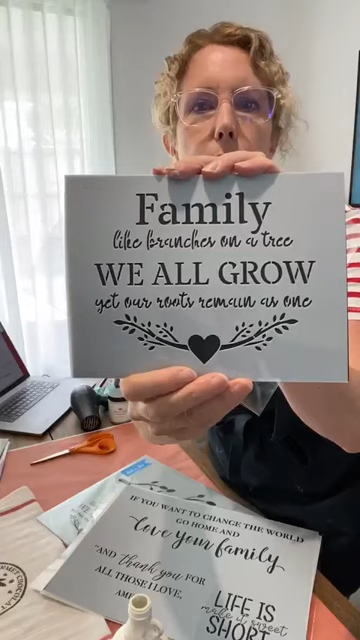 Family
like branches on a tree
WE ALL GROW
yet our roots remain as one
IF YOU WANT TO CHANGE THE WORLD
GO HOME AND
love your family
AND thank you FOR
ALL THOSE I LOVE,
LIFE IS
make it sweet
SHORT